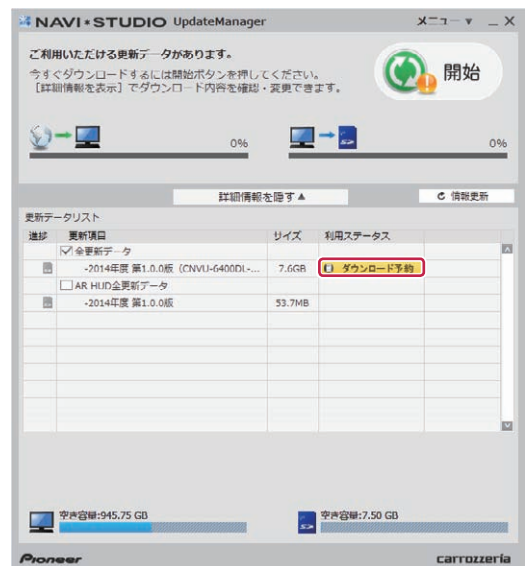 NAVI*STUDIO UpdateManager メニュー ▼ _ X
ご利用いただける更新データがあります。
今すぐダウンロードするには開始ボタンを押してください。
[詳細情報を表示]でダウンロード内容を確認・変更できます。
開始
0% 0%
詳細情報を隠す▲ 情報更新
更新データリスト
進捗 更新項目 サイズ 利用ステータス
全更新データ
-2014年度 第1.0.0版 (CNVU-6400DL-... 7.6GB ダウンロード予約
AR HUD全更新データ
-2014年度 第1.0.0版 53.7MB
空き容量:945.75 GB 空き容量:7.50 GB
Pioneer carrozzeria